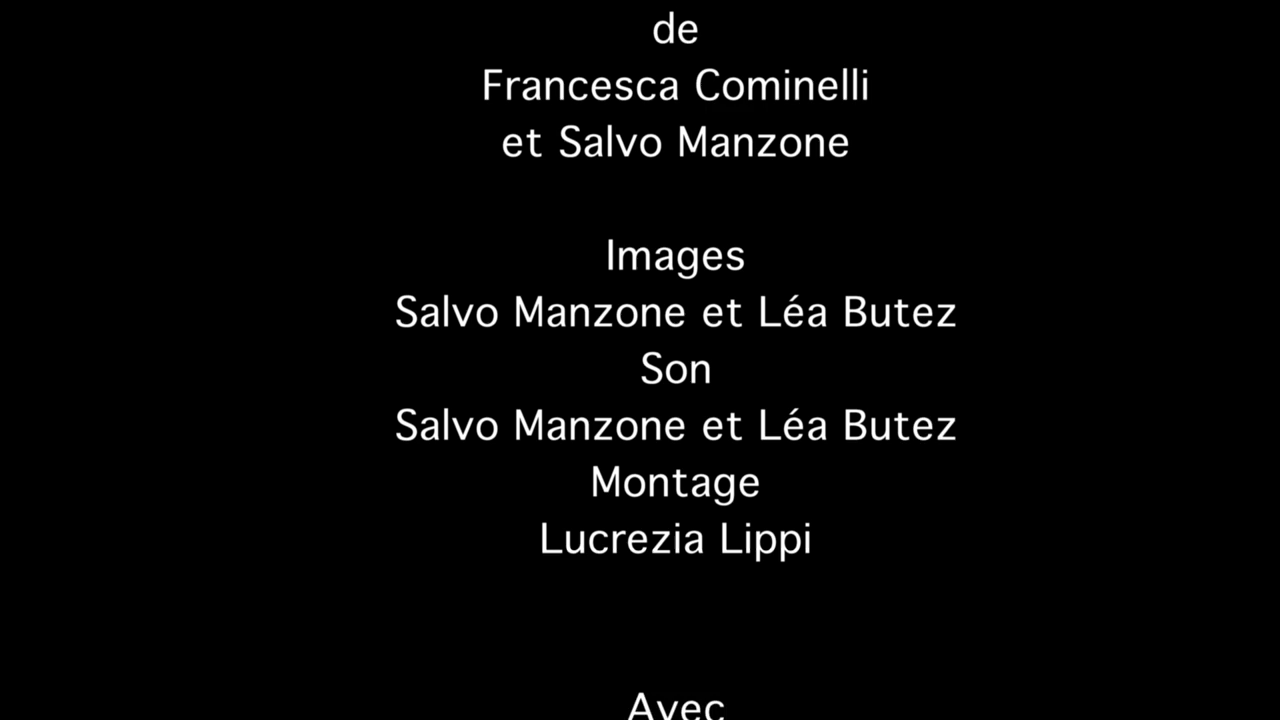 de
Francesca Cominelli
et Salvo Manzone
Images
Salvo Manzone et Léa Butez
Son
Salvo Manzone et Léa Butez
Montage
Lucrezia Lippi
Avec